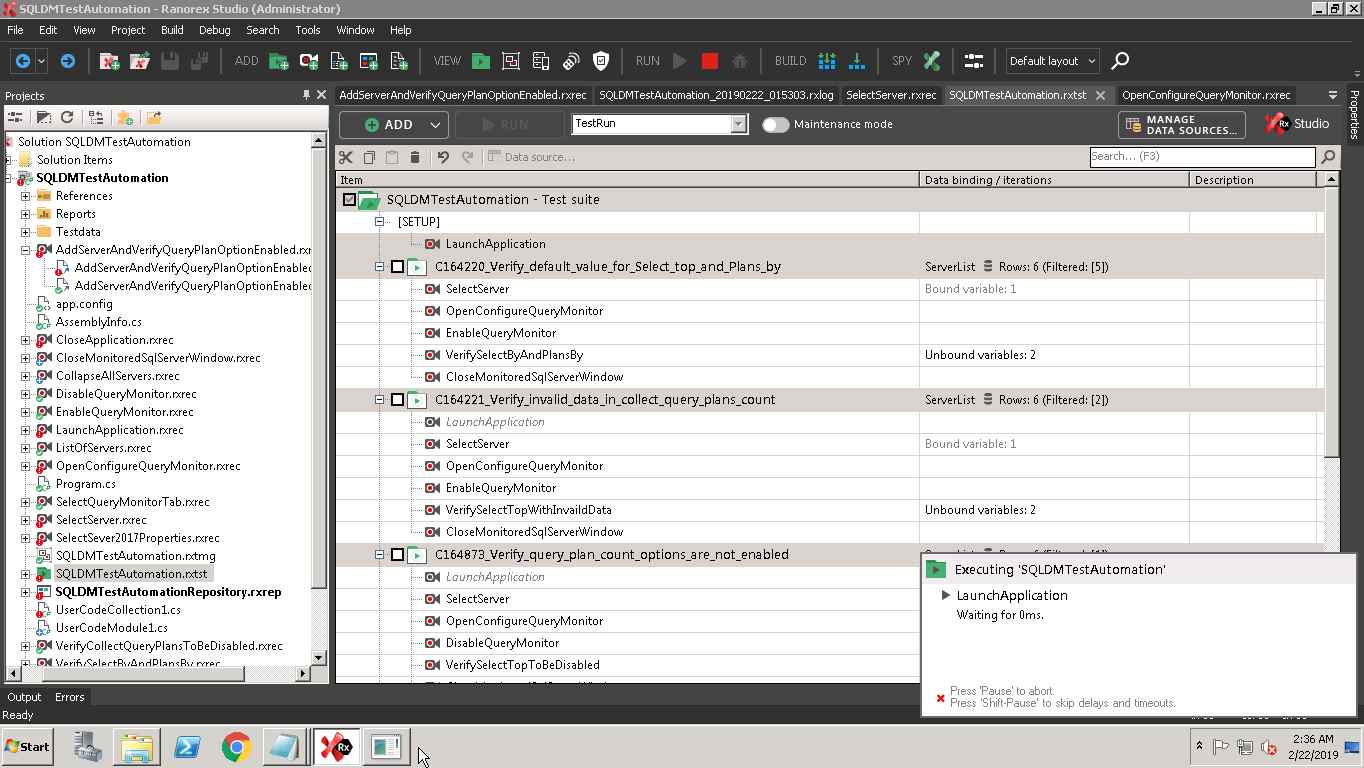 SQLDMTestAutomation - Ranorex Studio (Administrator)
File Edit View Project Build Debug Search Tools Window Help
ADD VIEW RUN BUILD SPY Default layout
Projects
AddServerAndVerifyQueryPlanOptionEnabled.rxrec SQLDMTestAutomation_20190222_015303.rxlog SelectServer.rxrec SQLDMTestAutomation.rxtst OpenConfigureQueryMonitor.rxrec
Properties
ADD RUN TestRun Maintenance mode MANAGE DATA SOURCES... Rx Studio
Data source... Search... (F3)
Solution SQLDMTestAutomation
Solution Items
SQLDMTestAutomation
References
Reports
Testdata
AddServerAndVerifyQueryPlanOptionEnabled.rxr
AddServerAndVerifyQueryPlanOptionEnable
AddServerAndVerifyQueryPlanOptionEnable
app.config
AssemblyInfo.cs
CloseApplication.rxrec
CloseMonitoredSqlServerWindow.rxrec
CollapseAllServers.rxrec
DisableQueryMonitor.rxrec
EnableQueryMonitor.rxrec
LaunchApplication.rxrec
ListOfServers.rxrec
OpenConfigureQueryMonitor.rxrec
Program.cs
SelectQueryMonitorTab.rxrec
SelectServer.rxrec
SelectSever2017Properties.rxrec
SQLDMTestAutomation.rxtmg
SQLDMTestAutomation.rxtst
SQLDMTestAutomationRepository.rxrep
UserCodeCollection1.cs
UserCodeModule1.cs
VerifyCollectQueryPlansToBeDisabled.rxrec
VerifySelectByAndPlansBy.rxrec
Item Data binding / iterations Description
SQLDMTestAutomation - Test suite
[SETUP]
LaunchApplication
C164220_Verify_default_value_for_Select_top_and_Plans_by ServerList Rows: 6 (Filtered: [5])
SelectServer Bound variable: 1
OpenConfigureQueryMonitor
EnableQueryMonitor
VerifySelectByAndPlansBy Unbound variables: 2
CloseMonitoredSqlServerWindow
C164221_Verify_invalid_data_in_collect_query_plans_count ServerList Rows: 6 (Filtered: [2])
LaunchApplication
SelectServer Bound variable: 1
OpenConfigureQueryMonitor
EnableQueryMonitor
VerifySelectTopWithInvaildData Unbound variables: 2
CloseMonitoredSqlServerWindow
C164873_Verify_query_plan_count_options_are_not_enabled ServerList Rows: 6 (Filtered: [1])
LaunchApplication
SelectServer
OpenConfigureQueryMonitor
DisableQueryMonitor
VerifySelectTopToBeDisabled
Executing 'SQLDMTestAutomation'
LaunchApplication
Waiting for 0ms.
Press 'Pause' to abort.
Press 'Shift-Pause' to skip delays and timeouts.
Output Errors
Ready
Start Rx 2:36 AM
2/22/2019